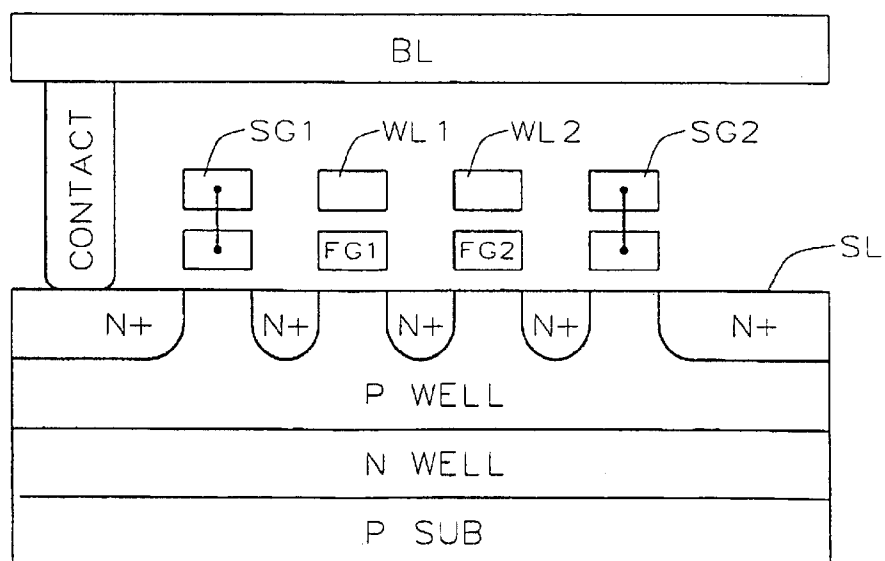 BL
CONTACT
SG1
WL1
WL2
SG2
FG1
FG2
SL
N+
N+
N+
N+
N+
P WELL
N WELL
P SUB